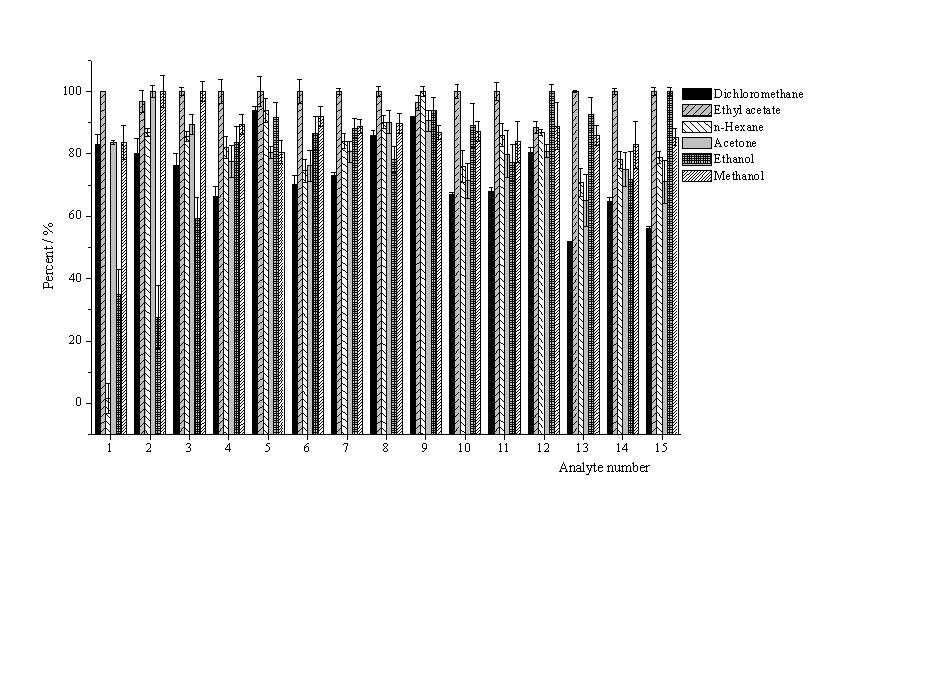 100
80
60
40
20
0
Percent / %
1 2 3 4 5 6 7 8 9 10 11 12 13 14 15
Analyte number
Dichloromethane
Ethyl acetate
n-Hexane
Acetone
Ethanol
Methanol